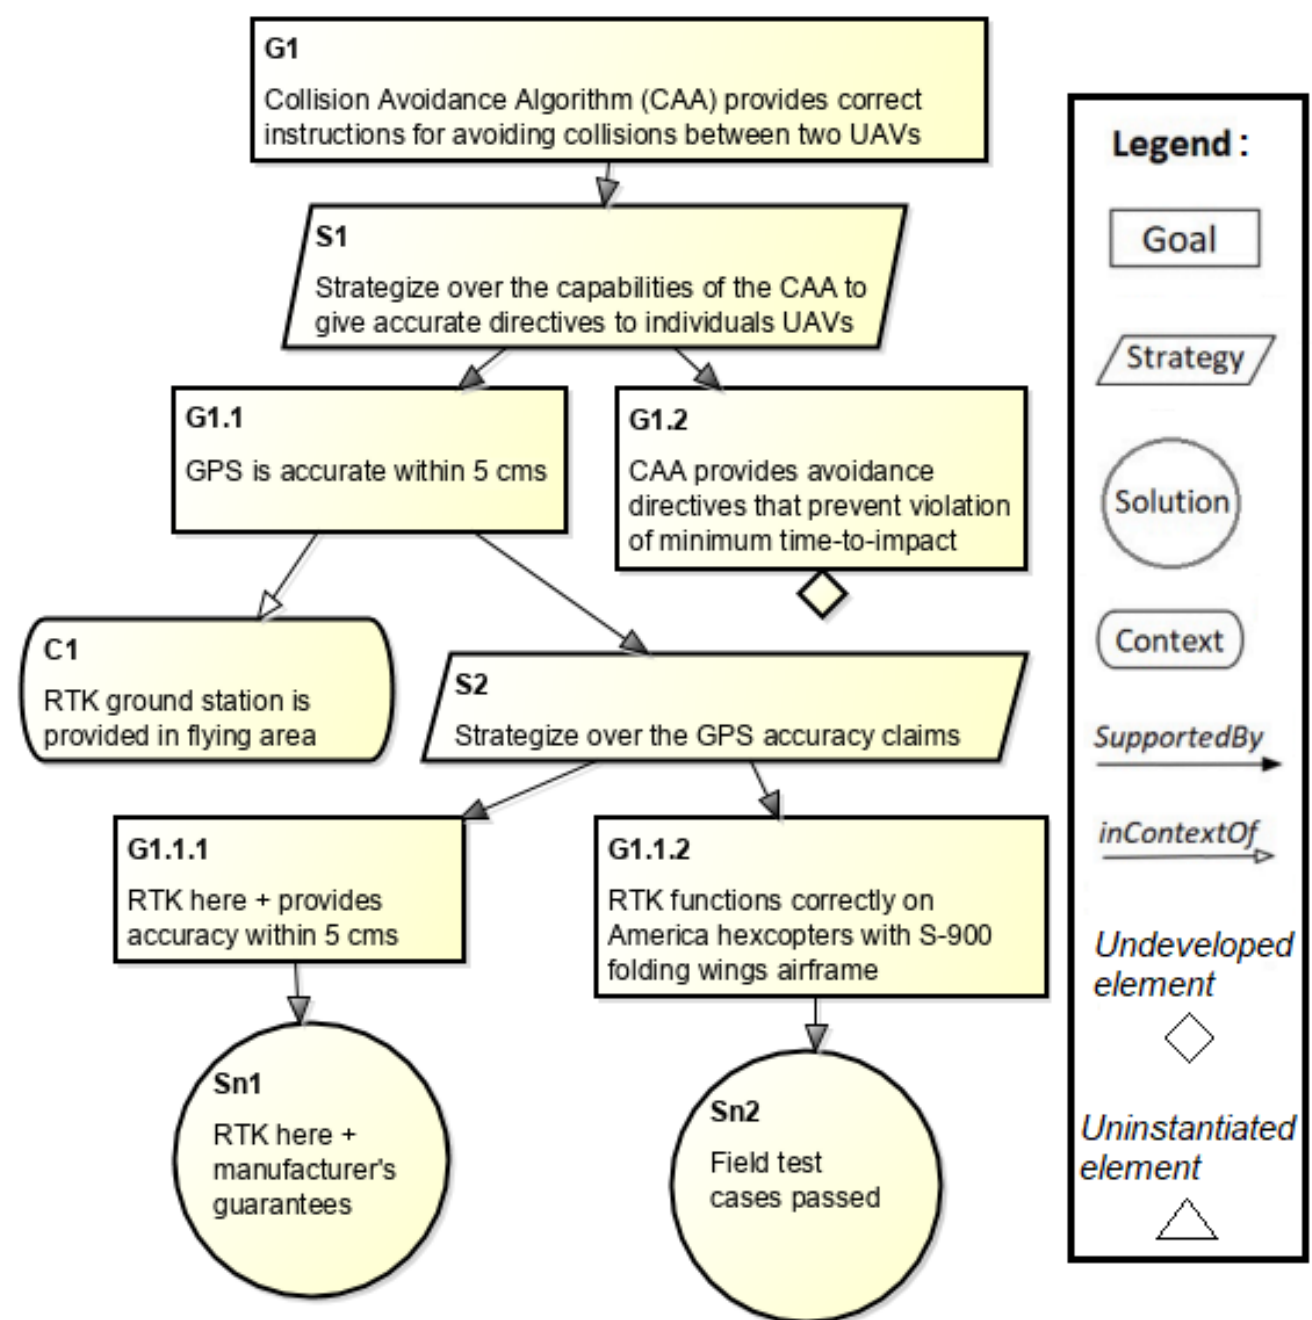 G1
Collision Avoidance Algorithm (CAA) provides correct
instructions for avoiding collisions between two UAVs
S1
Strategize over the capabilities of the CAA to
give accurate directives to individuals UAVs
G1.1
GPS is accurate within 5 cms
G1.2
CAA provides avoidance
directives that prevent violation
of minimum time-to-impact
C1
RTK ground station is
provided in flying area
S2
Strategize over the GPS accuracy claims
G1.1.1
RTK here + provides
accuracy within 5 cms
G1.1.2
RTK functions correctly on
America hexcopters with S-900
folding wings airframe
Sn1
RTK here +
manufacturer's
guarantees
Sn2
Field test
cases passed
Legend :
Goal
Strategy
Solution
Context
SupportedBy
inContextOf
Undeveloped
element
Uninstantiated
element